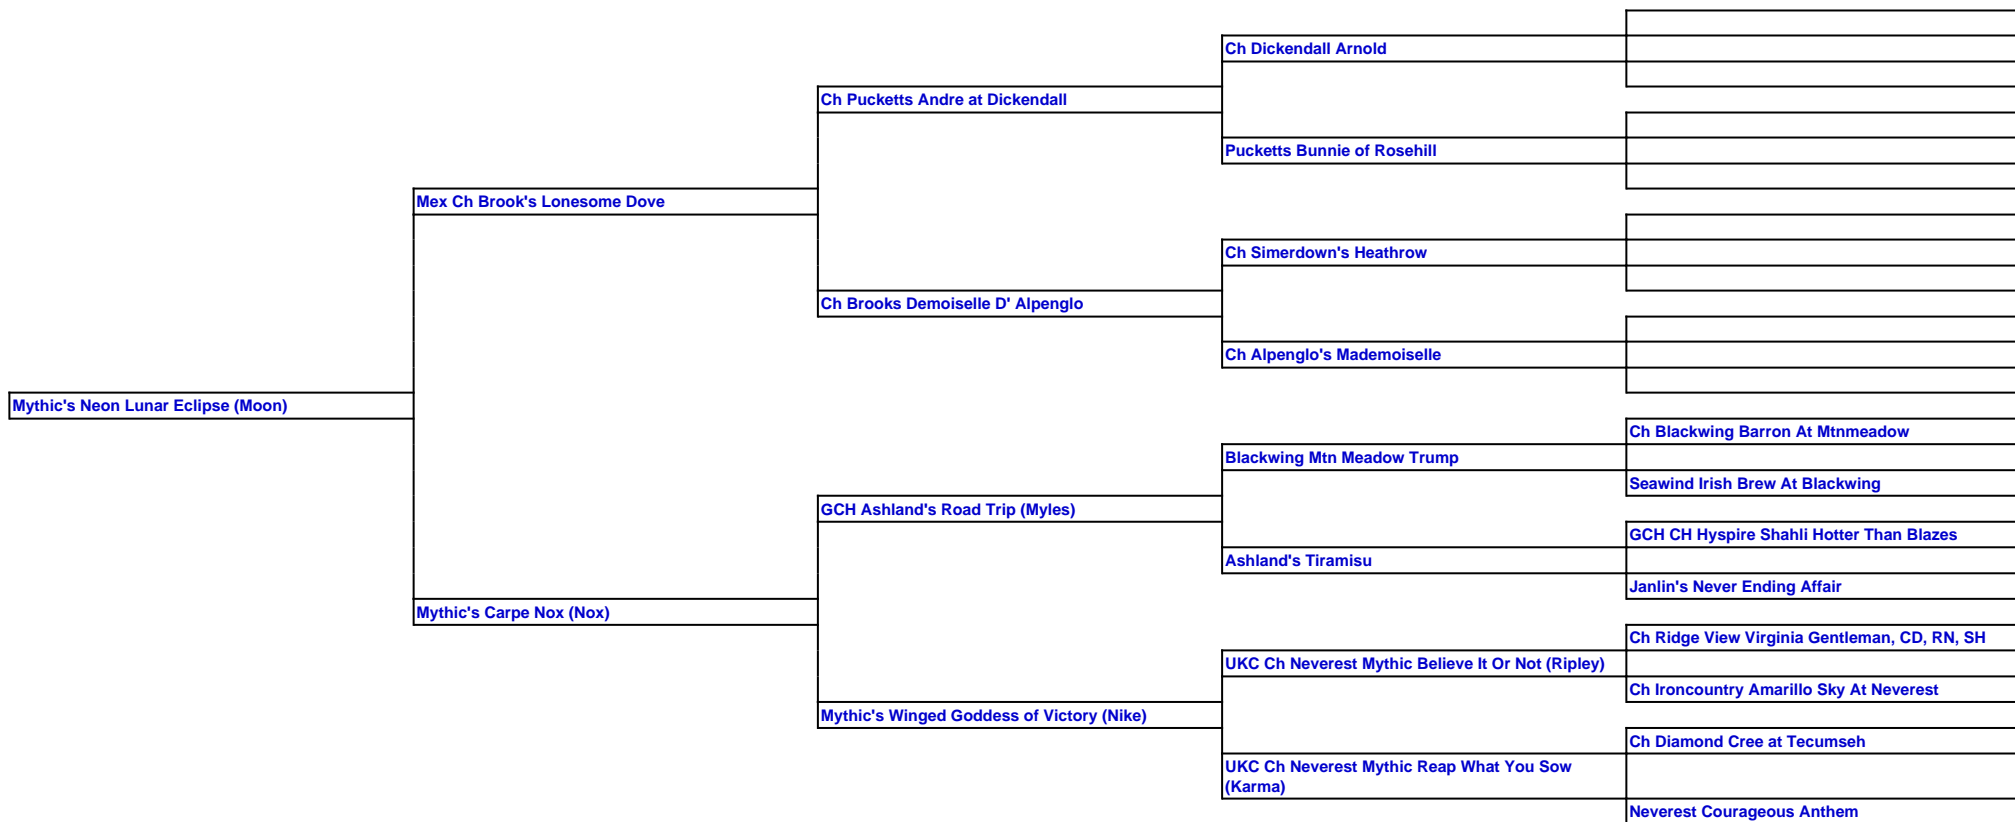 Ch Dickendall Arnold
Ch Pucketts Andre at Dickendall
Pucketts Bunnie of Rosehill
Mex Ch Brook's Lonesome Dove
Ch Simerdown's Heathrow
Ch Brooks Demoiselle D' Alpenglo
Ch Alpenglo's Mademoiselle
Mythic's Neon Lunar Eclipse (Moon)
Ch Blackwing Barron At Mtnmeadow
Blackwing Mtn Meadow Trump
Seawind Irish Brew At Blackwing
GCH Ashland's Road Trip (Myles)
GCH CH Hyspire Shahli Hotter Than Blazes
Ashland's Tiramisu
Janlin's Never Ending Affair
Mythic's Carpe Nox (Nox)
Ch Ridge View Virginia Gentleman, CD, RN, SH
UKC Ch Neverest Mythic Believe It Or Not (Ripley)
Ch Ironcountry Amarillo Sky At Neverest
Mythic's Winged Goddess of Victory (Nike)
Ch Diamond Cree at Tecumseh
UKC Ch Neverest Mythic Reap What You Sow
(Karma)
Neverest Courageous Anthem